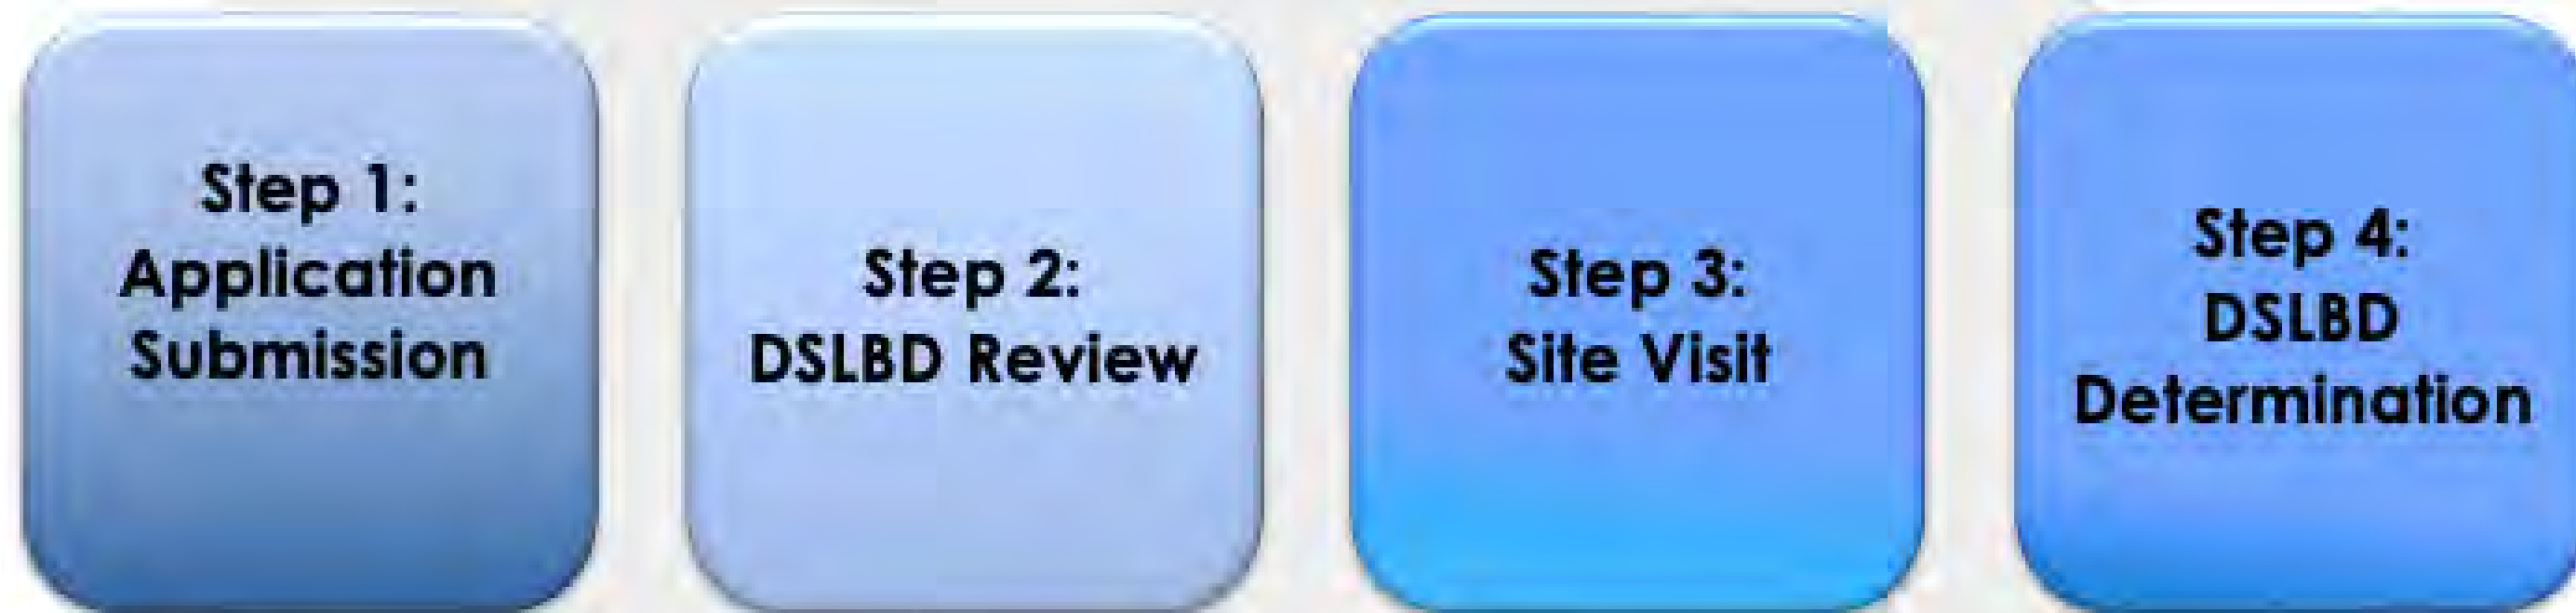 Step 1:
Application
Submission
Step 2:
DSLBD Review
Step 3:
Site Visit
Step 4:
DSLBD
Determination